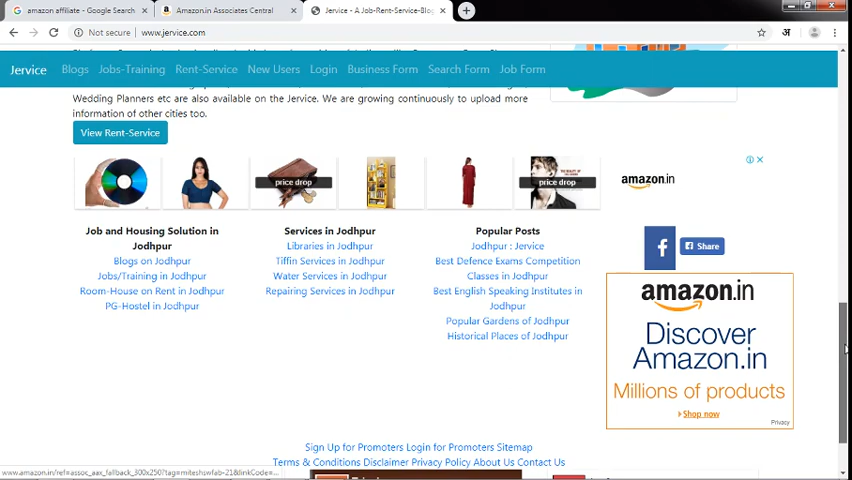 amazon affiliate - Google Search
Amazon.in Associates Central
Jervice - A Job-Rent-Service-Blog
Not secure | www.jervice.com
अ
Jervice Blogs Jobs-Training Rent-Service New Users Login Business Form Search Form Job Form
Wedding Planners etc are also available on the Jervice. We are growing continuously to upload more
information of other cities too.
View Rent-Service
price drop
price drop
amazon.in
Job and Housing Solution in
Jodhpur
Blogs on Jodhpur
Jobs/Training in Jodhpur
Room-House on Rent in Jodhpur
PG-Hostel in Jodhpur
Services in Jodhpur
Libraries in Jodhpur
Tiffin Services in Jodhpur
Water Services in Jodhpur
Repairing Services in Jodhpur
Popular Posts
Jodhpur : Jervice
Best Defence Exams Competition
Classes in Jodhpur
Best English Speaking Institutes in
Jodhpur
Popular Gardens of Jodhpur
Historical Places of Jodhpur
f Share
amazon.in
Discover
Amazon.in
Millions of products
Shop now
Privacy
Sign Up for Promoters Login for Promoters Sitemap
Terms & Conditions Disclaimer Privacy Policy About Us Contact Us
www.amazon.in/ref=assoc_aax_fallback_300x250?tag=miteshswfab-21&linkCode=...